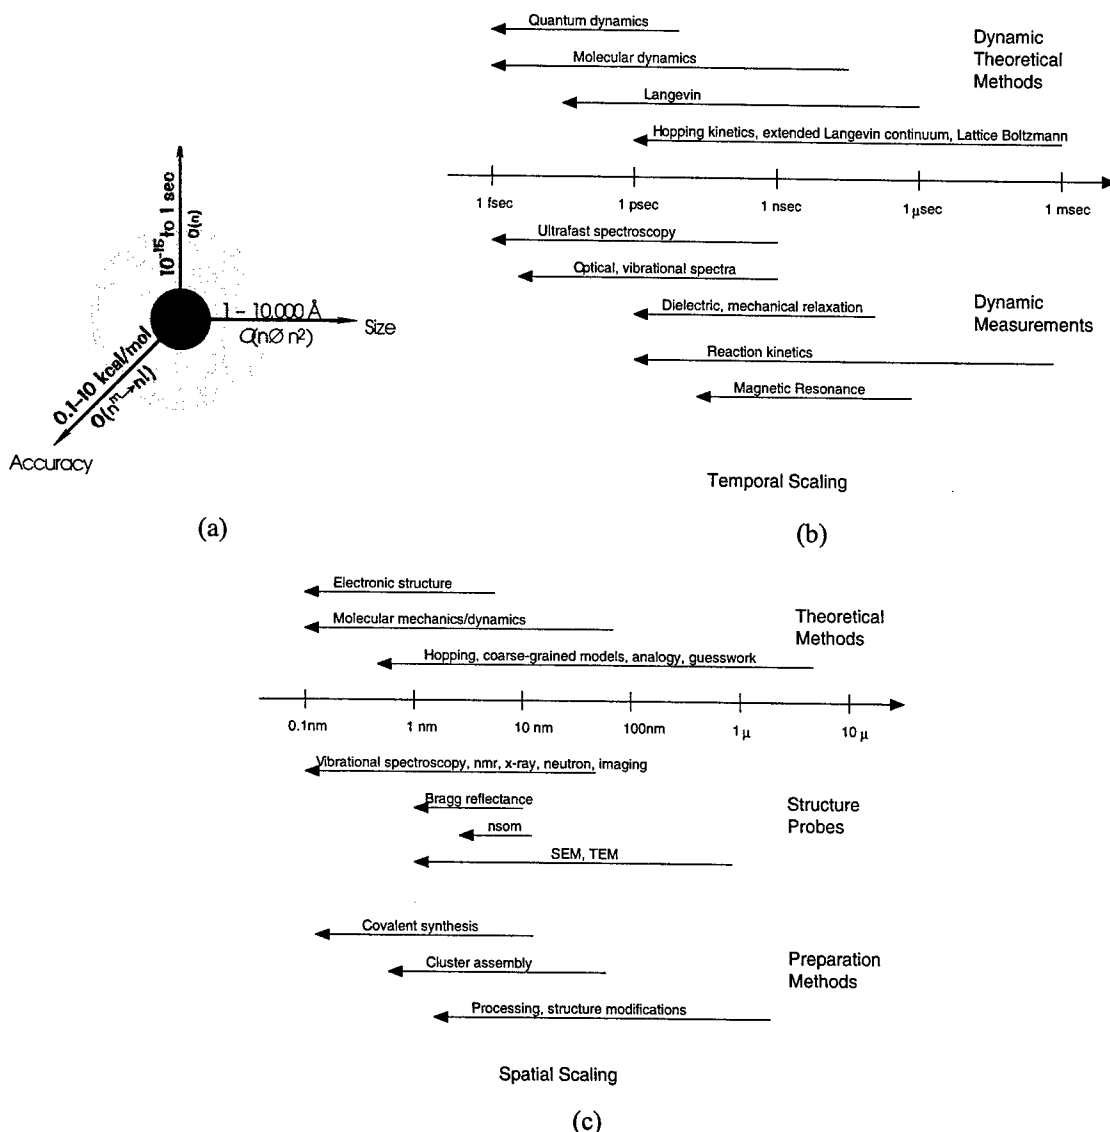 10⁻¹⁵ to 1 sec
O(n)
1 – 10,000 Å
O(nØ n²)
Size
0.1–10 kcal/mol
O(nᵐ→n!)
Accuracy
(a)
Quantum dynamics
Molecular dynamics
Langevin
Hopping kinetics, extended Langevin continuum, Lattice Boltzmann
Dynamic
Theoretical
Methods
1 fsec
1 psec
1 nsec
1 μsec
1 msec
Ultrafast spectroscopy
Optical, vibrational spectra
Dielectric, mechanical relaxation
Reaction kinetics
Magnetic Resonance
Dynamic
Measurements
Temporal Scaling
(b)
Electronic structure
Molecular mechanics/dynamics
Hopping, coarse-grained models, analogy, guesswork
Theoretical
Methods
0.1nm
1 nm
10 nm
100nm
1 μ
10 μ
Vibrational spectroscopy, nmr, x-ray, neutron, imaging
Bragg reflectance
nsom
SEM, TEM
Structure
Probes
Covalent synthesis
Cluster assembly
Processing, structure modifications
Preparation
Methods
Spatial Scaling
(c)